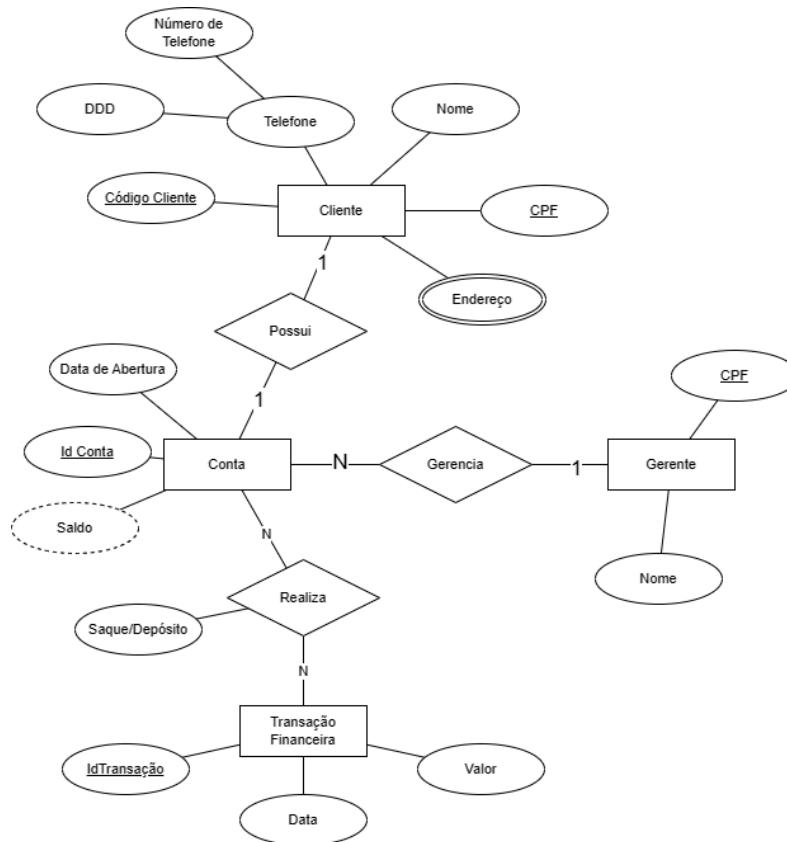 Número de
Telefone
DDD
Telefone
Nome
Código Cliente
Cliente
CPF
1
Endereço
Possui
Data de Abertura
1
CPF
Id Conta
Conta
N
Gerencia
1
Gerente
Saldo
N
Nome
Realiza
Saque/Depósito
N
Transação
Financeira
IdTransação
Valor
Data